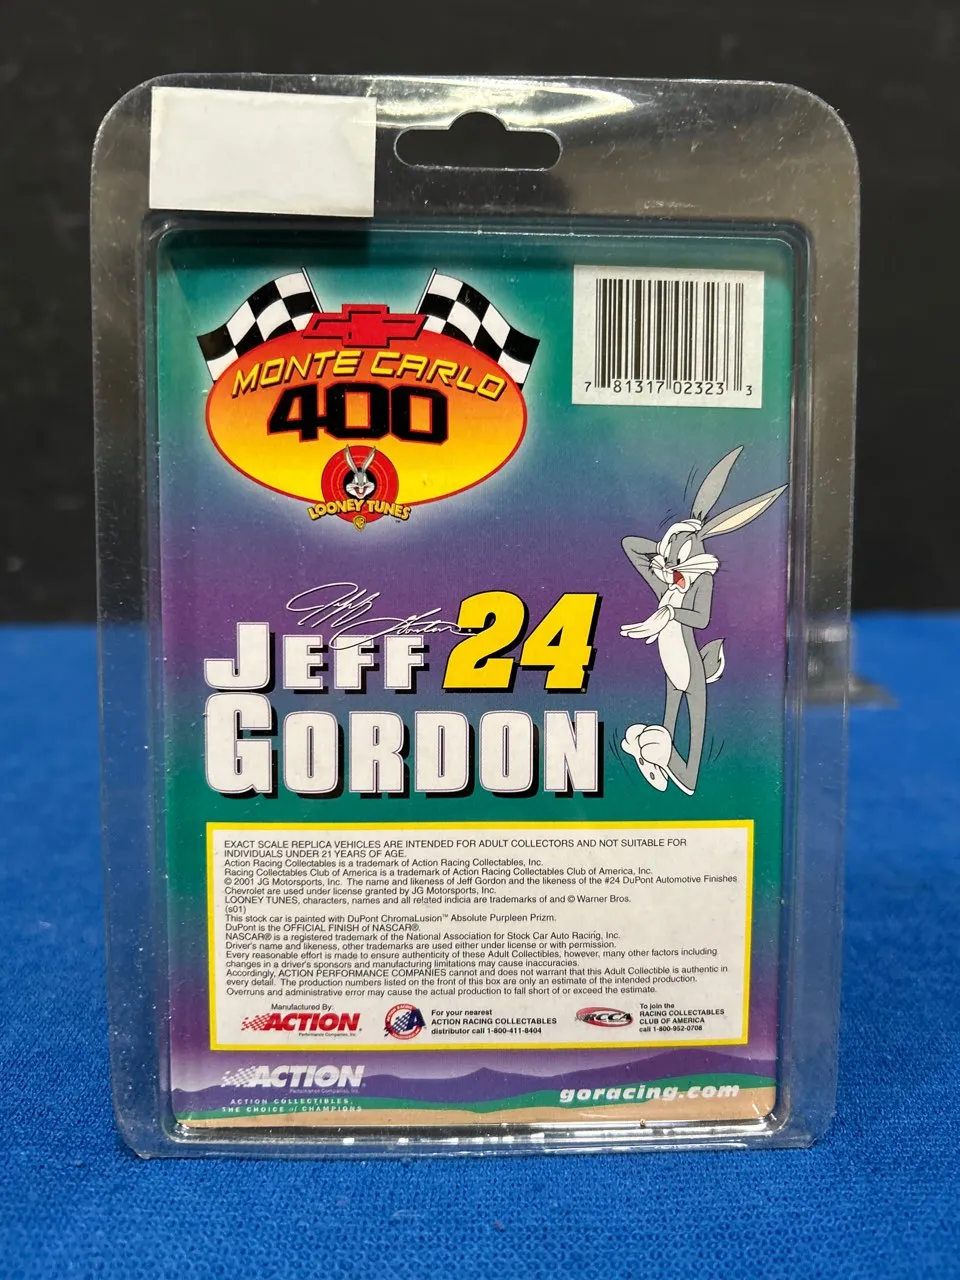 MONTE CARLO
400
LOONEY TUNES
WB
7 81317 02323 3
Jeff Gordon
24
JEFF
GORDON
EXACT SCALE REPLICA VEHICLES ARE INTENDED FOR ADULT COLLECTORS AND NOT SUITABLE FOR
INDIVIDUALS UNDER 21 YEARS OF AGE.
Action Racing Collectables is a trademark of Action Racing Collectables, Inc.
Racing Collectables Club of America is a trademark of Action Racing Collectables Club of America, Inc.
© 2001 JG Motorsports, Inc. The name and likeness of Jeff Gordon and the likeness of the #24 DuPont Automotive Finishes
Chevrolet are used under license granted by JG Motorsports, Inc.
LOONEY TUNES, characters, names and all related indicia are trademarks of and © Warner Bros.
(s01)
This stock car is painted with DuPont ChromaLusion™ Absolute Purpleen Prizm.
DuPont is the OFFICIAL FINISH of NASCAR®.
NASCAR® is a registered trademark of the National Association for Stock Car Auto Racing, Inc.
Driver's name and likeness, other trademarks are used either under license or with permission.
Every reasonable effort is made to ensure authenticity of these Adult Collectibles, however, many other factors including
changes in a driver's sponsors and manufacturing limitations may cause inaccuracies.
Accordingly, ACTION PERFORMANCE COMPANIES cannot and does not warrant that this Adult Collectible is authentic in
every detail. The production numbers listed on the front of this box are only an estimate of the intended production.
Overruns and administrative error may cause the actual production to fall short of or exceed the estimate.
Manufactured By:
ACTION
Performance Companies, Inc.
For your nearest
ACTION RACING COLLECTABLES
distributor call 1-800-411-8404
RCCA
To join the
RACING COLLECTABLES
CLUB OF AMERICA
call 1-800-952-0708
ACTION
Performance Companies, Inc.
ACTION COLLECTIBLES,
THE CHOICE of CHAMPIONS
goracing.com